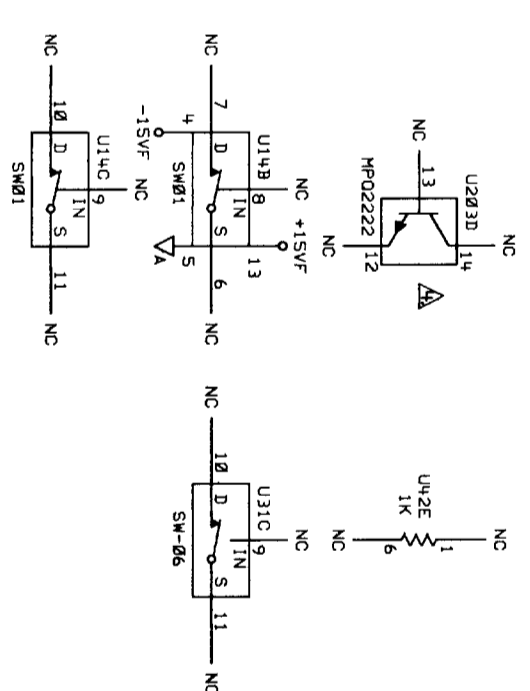 NC
10
D
U14C
9
IN
NC
SW01
S
11
NC
NC
7
D
U14B
8
IN
NC
-15VF
4
SW01
+15VF
13
5
A
S
6
NC
NC
13
U203D
14
NC
MPQ2222
12
NC
4
NC
10
D
U31C
9
IN
NC
SW-06
S
11
NC
U42E
1K
NC
6
1
NC